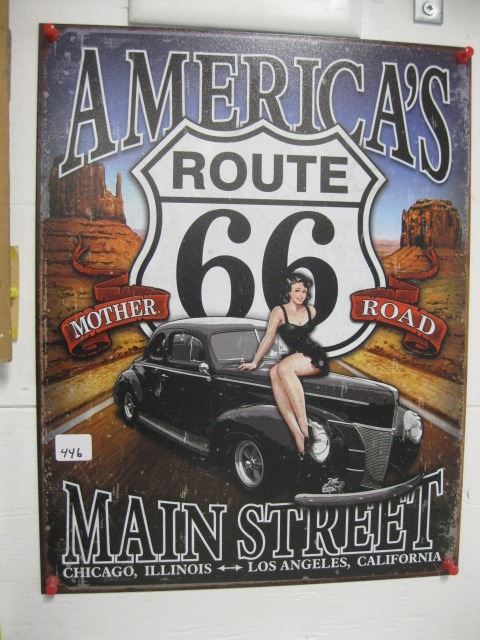 AMERICA'S
ROUTE
66
MOTHER ROAD
446
MAIN STREET
CHICAGO, ILLINOIS ↔ LOS ANGELES, CALIFORNIA